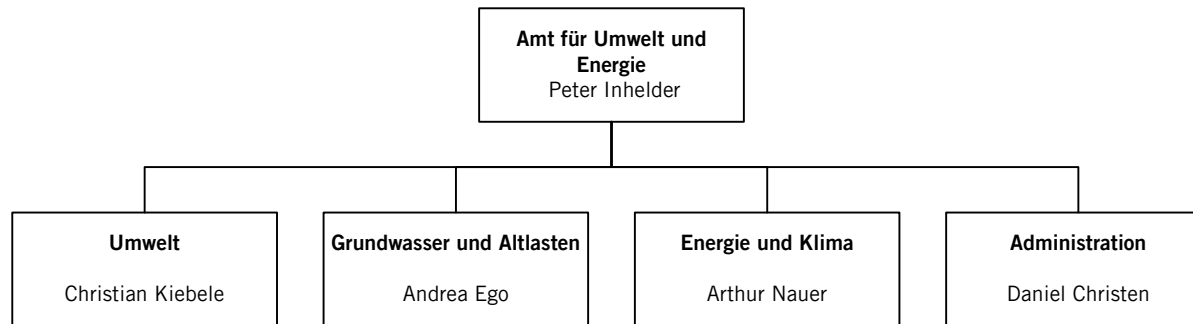 Amt für Umwelt und
Energie
Peter Inhelder
Umwelt
Christian Kiebele
Grundwasser und Altlasten
Andrea Ego
Energie und Klima
Arthur Nauer
Administration
Daniel Christen